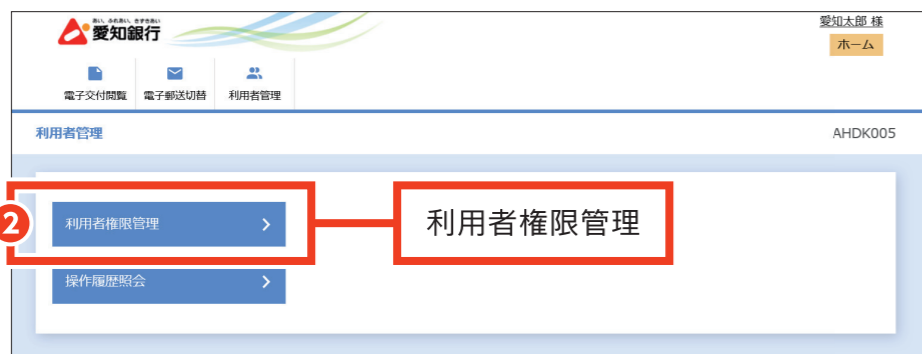 あい、ふれあい、きずきあい
愛知銀行
愛知太郎 様
ホーム
電子交付閲覧
電子郵送切替
利用者管理
利用者管理
AHDK005
2
利用者権限管理
利用者権限管理
操作履歴照会